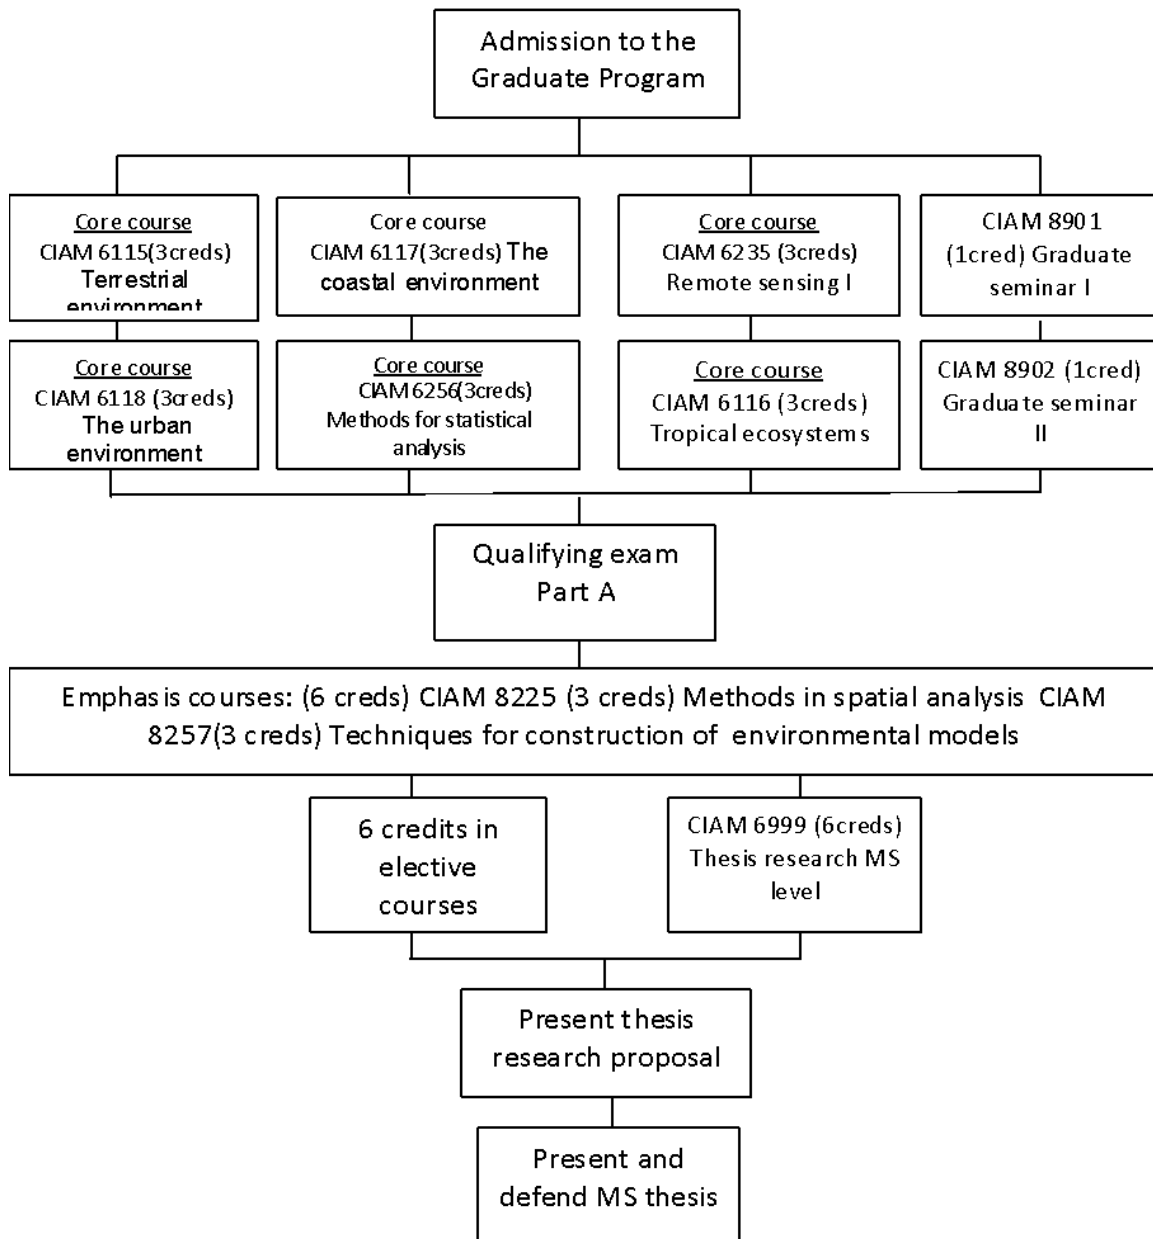 Admission to the
Graduate Program
Core course
CIAM 6115(3creds)
Terrestrial
environment
Core course
CIAM 6117(3creds) The
coastal environment
Core course
CIAM 6235 (3creds)
Remote sensing I
CIAM 8901
(1cred) Graduate
seminar I
Core course
CIAM 6118 (3creds)
The urban
environment
Core course
CIAM 6256(3creds)
Methods for statistical
analysis
Core course
CIAM 6116 (3creds)
Tropical ecosystems
CIAM 8902 (1cred)
Graduate seminar
II
Qualifying exam
Part A
Emphasis courses: (6 creds) CIAM 8225 (3 creds) Methods in spatial analysis CIAM
8257(3 creds) Techniques for construction of environmental models
6 credits in
elective
courses
CIAM 6999 (6creds)
Thesis research MS
level
Present thesis
research proposal
Present and
defend MS thesis